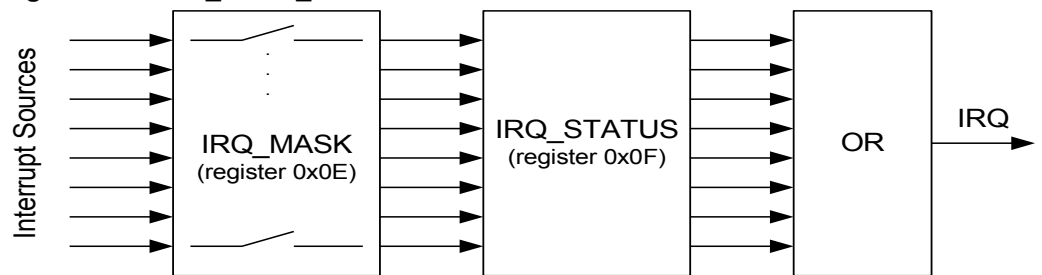 Interrupt Sources
IRQ_MASK
(register 0x0E)
IRQ_STATUS
(register 0x0F)
OR
IRQ